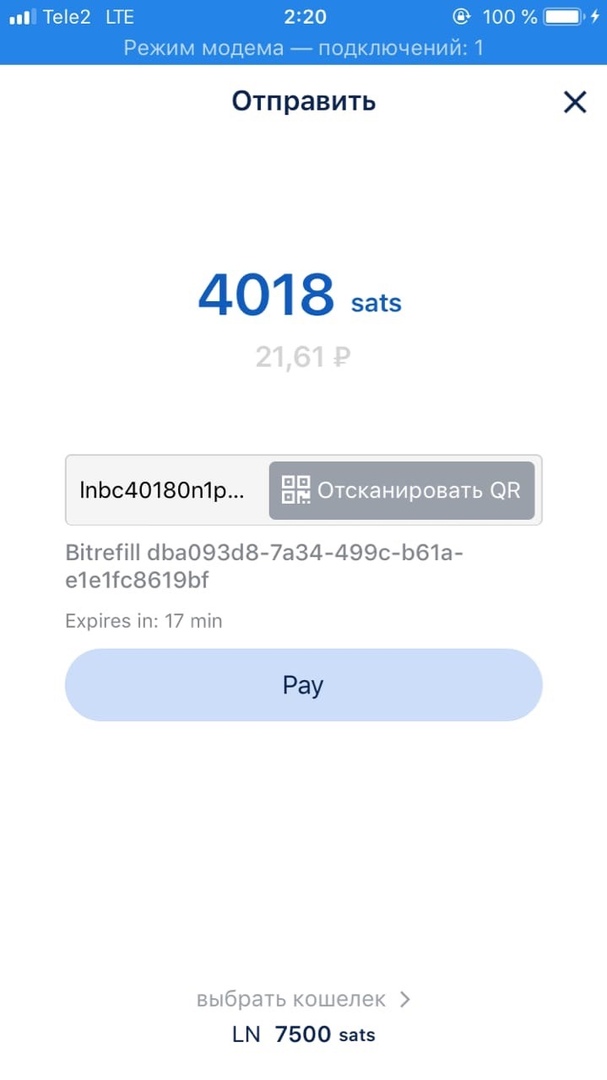 Tele2 LTE 2:20 100 %
Режим модема — подключений: 1
Отправить
4018 sats
21,61 ₽
lnbc40180n1p... Отсканировать QR
Bitrefill dba093d8-7a34-499c-b61a-
e1e1fc8619bf
Expires in: 17 min
Pay
выбрать кошелек
LN 7500 sats